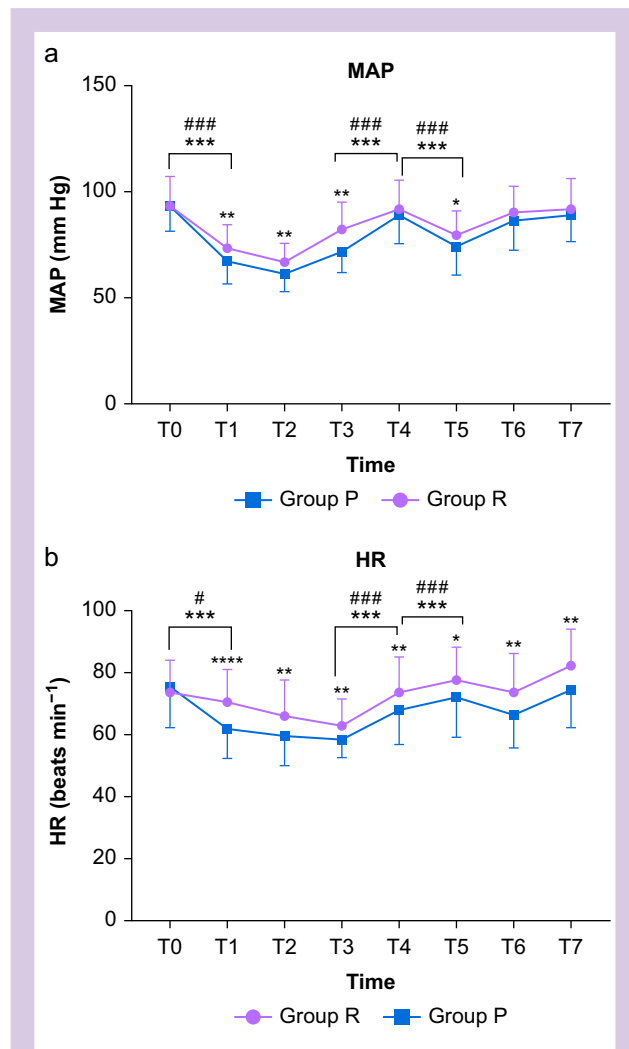 a
MAP
150
100
50
0
MAP (mm Hg)
### ### ###
*** *** ***
** ** ** *
T0 T1 T2 T3 T4 T5 T6 T7
Time
Group P Group R
b
HR
100
80
60
40
20
0
HR (beats min⁻¹)
# ### ###
*** *** ***
**** ** ** ** * ** **
T0 T1 T2 T3 T4 T5 T6 T7
Time
Group R Group P